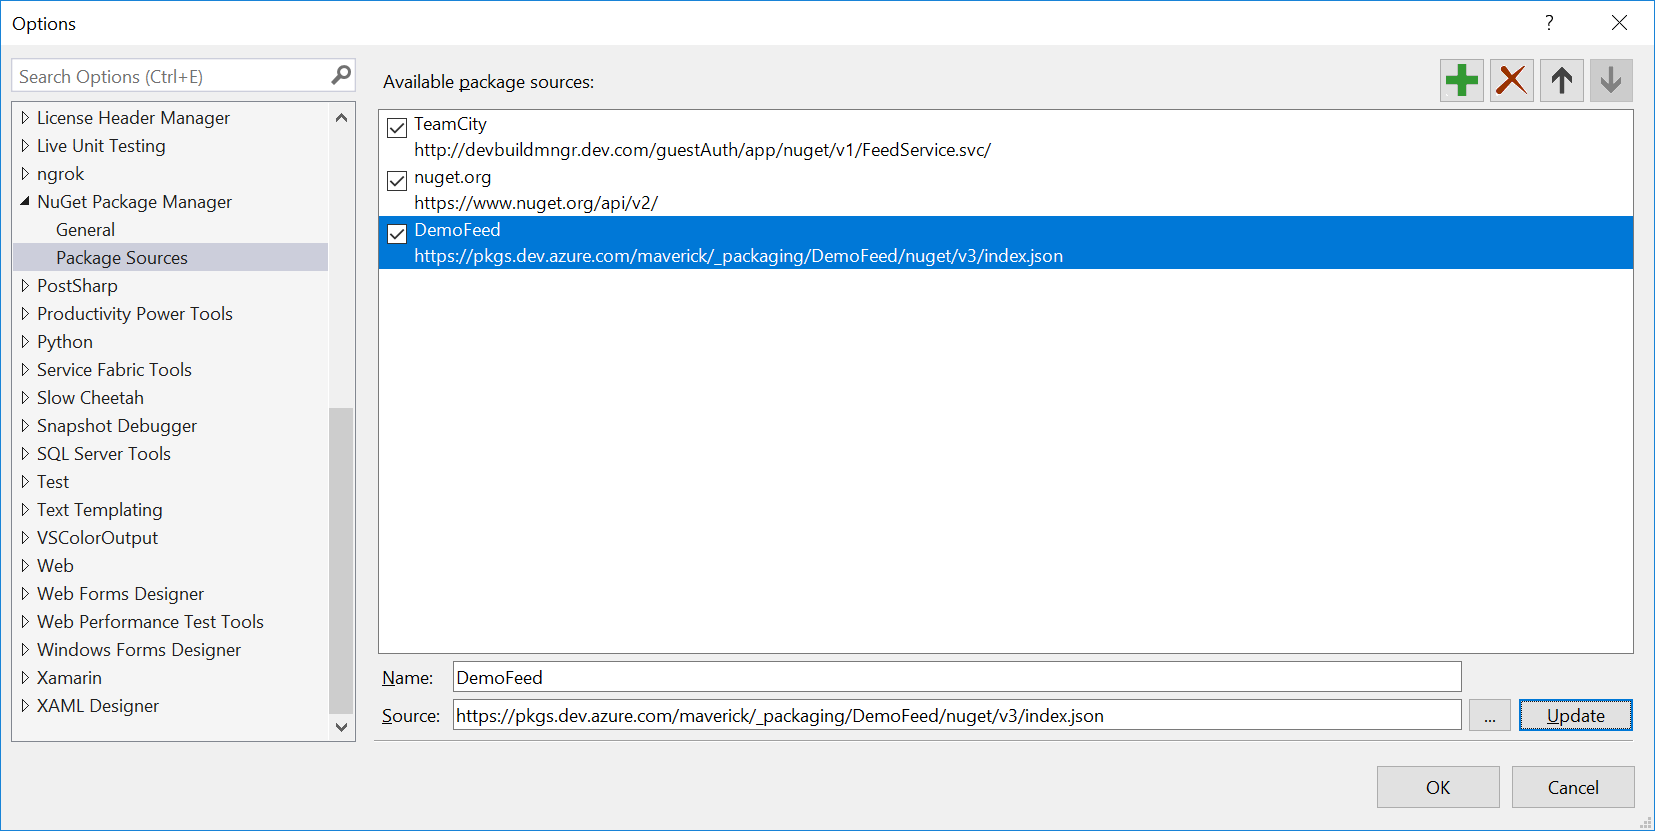 Options
?
Search Options (Ctrl+E)
License Header Manager
Live Unit Testing
ngrok
NuGet Package Manager
General
Package Sources
PostSharp
Productivity Power Tools
Python
Service Fabric Tools
Slow Cheetah
Snapshot Debugger
SQL Server Tools
Test
Text Templating
VSColorOutput
Web
Web Forms Designer
Web Performance Test Tools
Windows Forms Designer
Xamarin
XAML Designer
Available package sources:
TeamCity
http://devbuildmngr.dev.com/guestAuth/app/nuget/v1/FeedService.svc/
nuget.org
https://www.nuget.org/api/v2/
DemoFeed
https://pkgs.dev.azure.com/maverick/_packaging/DemoFeed/nuget/v3/index.json
Name: DemoFeed
Source: https://pkgs.dev.azure.com/maverick/_packaging/DemoFeed/nuget/v3/index.json ... Update
OK Cancel